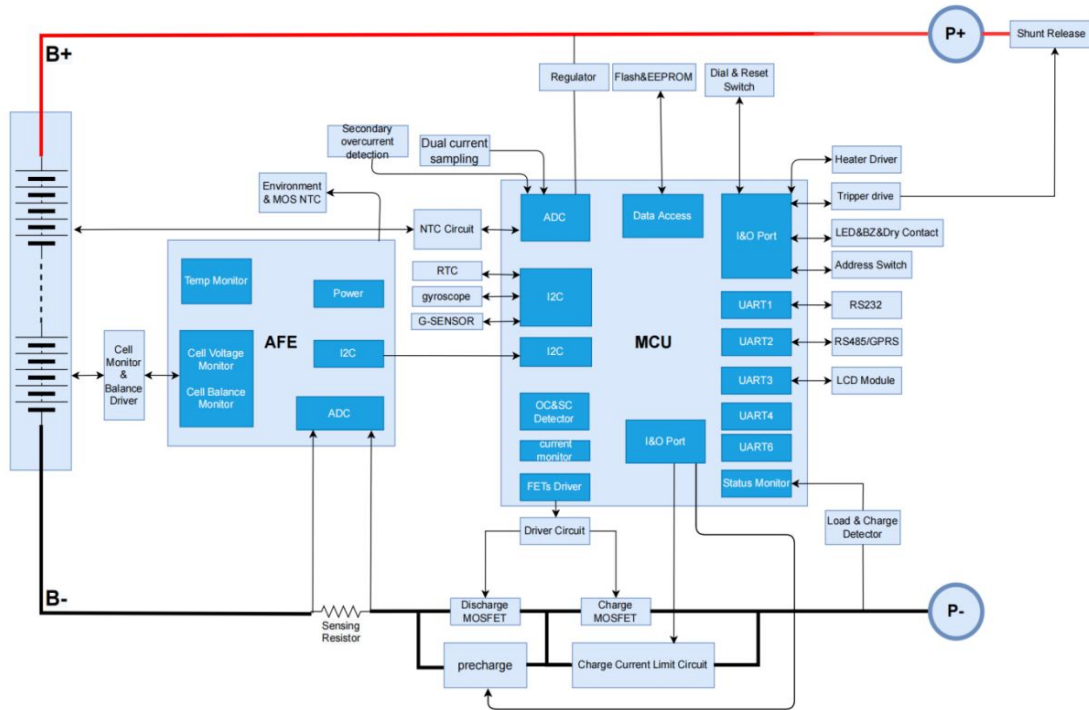 B+
P+
Shunt Release
Regulator
Flash&EEPROM
Dial & Reset
Switch
Secondary
overcurrent
detection
Dual current
sampling
Environment
& MOS NTC
NTC Circuit
ADC
Data Access
I&O Port
Heater Driver
Tripper drive
LED&BZ&Dry Contact
Address Switch
Temp Monitor
Power
RTC
gyroscope
G-SENSOR
I2C
UART1
RS232
AFE
I2C
I2C
MCU
UART2
RS485/GPRS
Cell
Monitor
&
Balance
Driver
Cell Voltage
Monitor
Cell Balance
Monitor
UART3
LCD Module
ADC
OC&SC
Detector
UART4
current
monitor
I&O Port
UART6
FETs Driver
Status Monitor
Driver Circuit
Load & Charge
Detector
B-
Sensing
Resistor
Discharge
MOSFET
Charge
MOSFET
P-
precharge
Charge Current Limit Circuit